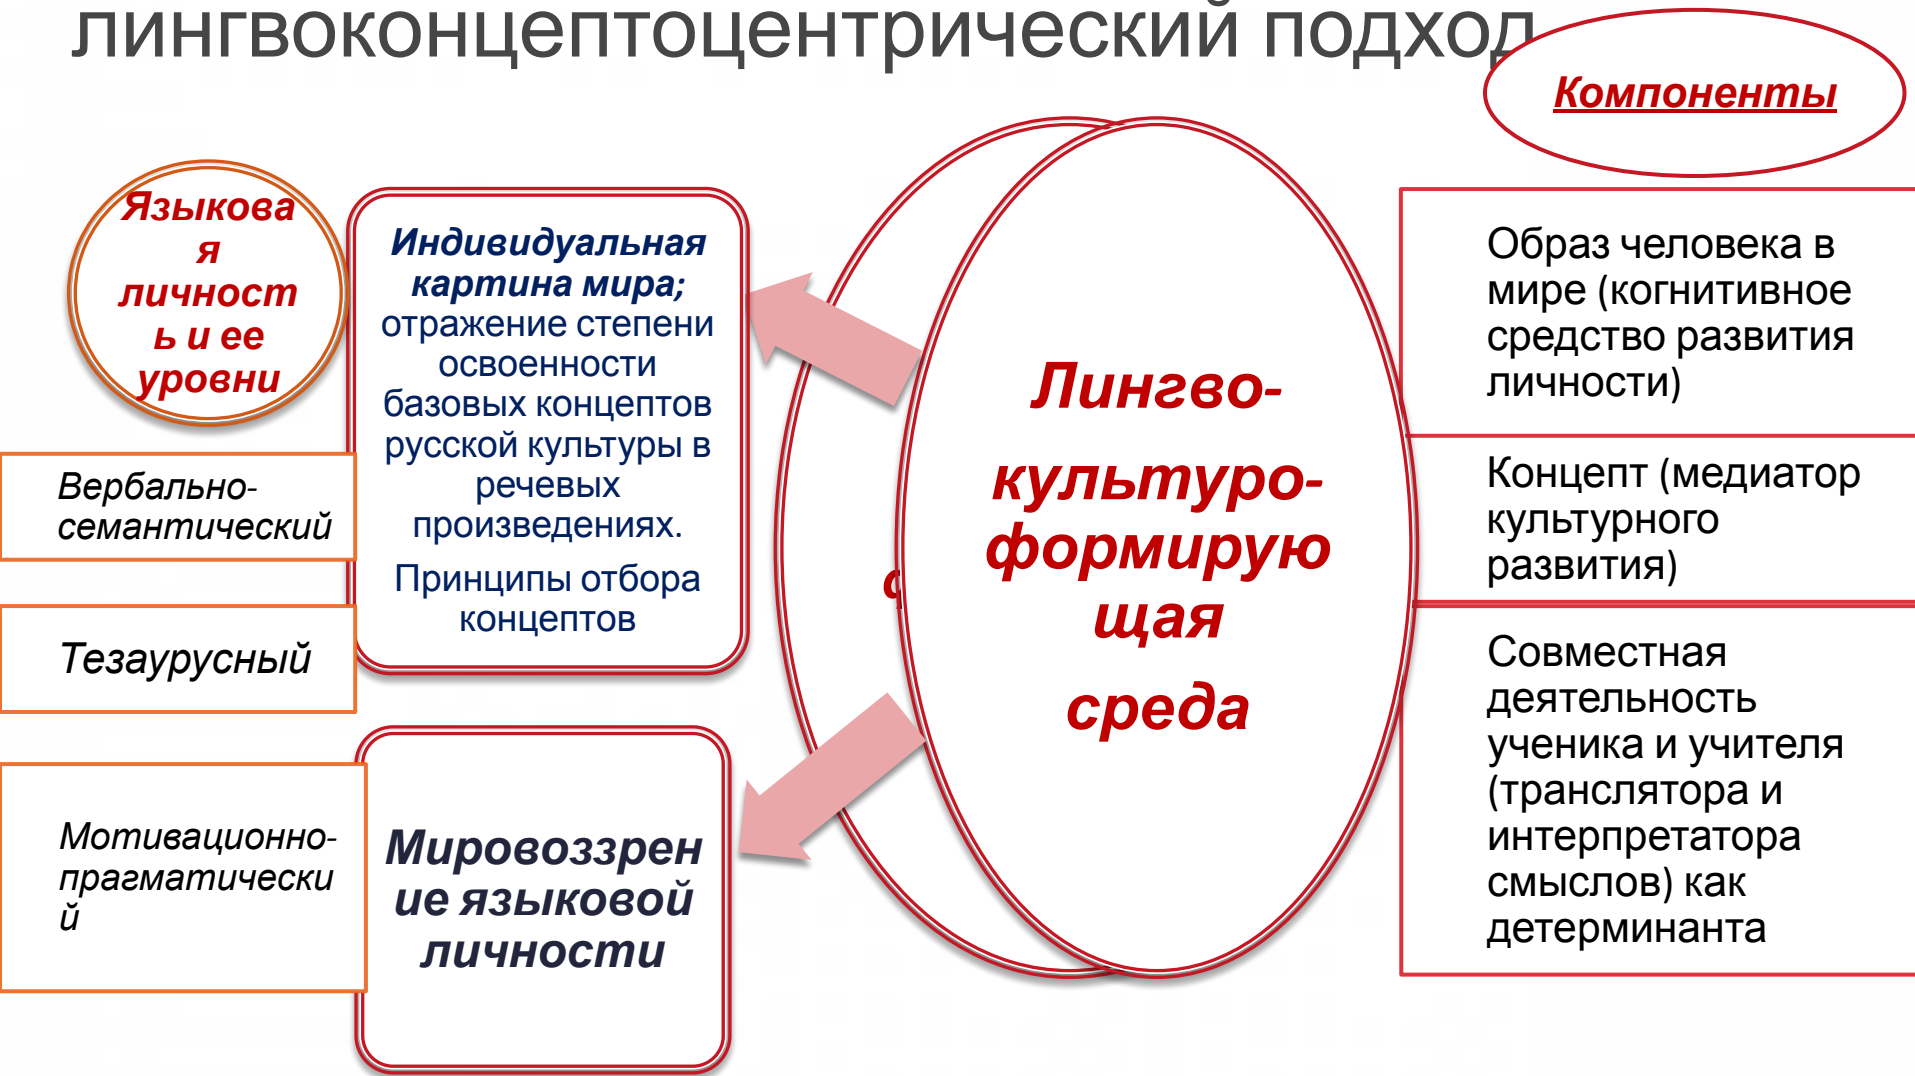 лингвоконцептоцентрический подход
Компоненты
Языкова
я
личност
ь и ее
уровни
Вербально-
семантический
Тезаурусный
Мотивационно-
прагматически
й
Индивидуальная
картина мира;
отражение степени
освоенности
базовых концептов
русской культуры в
речевых
произведениях.
Принципы отбора
концептов
Мировоззрен
ие языковой
личности
Лингво-
культуро-
формирую
щая
среда
Образ человека в
мире (когнитивное
средство развития
личности)
Концепт (медиатор
культурного
развития)
Совместная
деятельность
ученика и учителя
(транслятора и
интерпретатора
смыслов) как
детерминанта